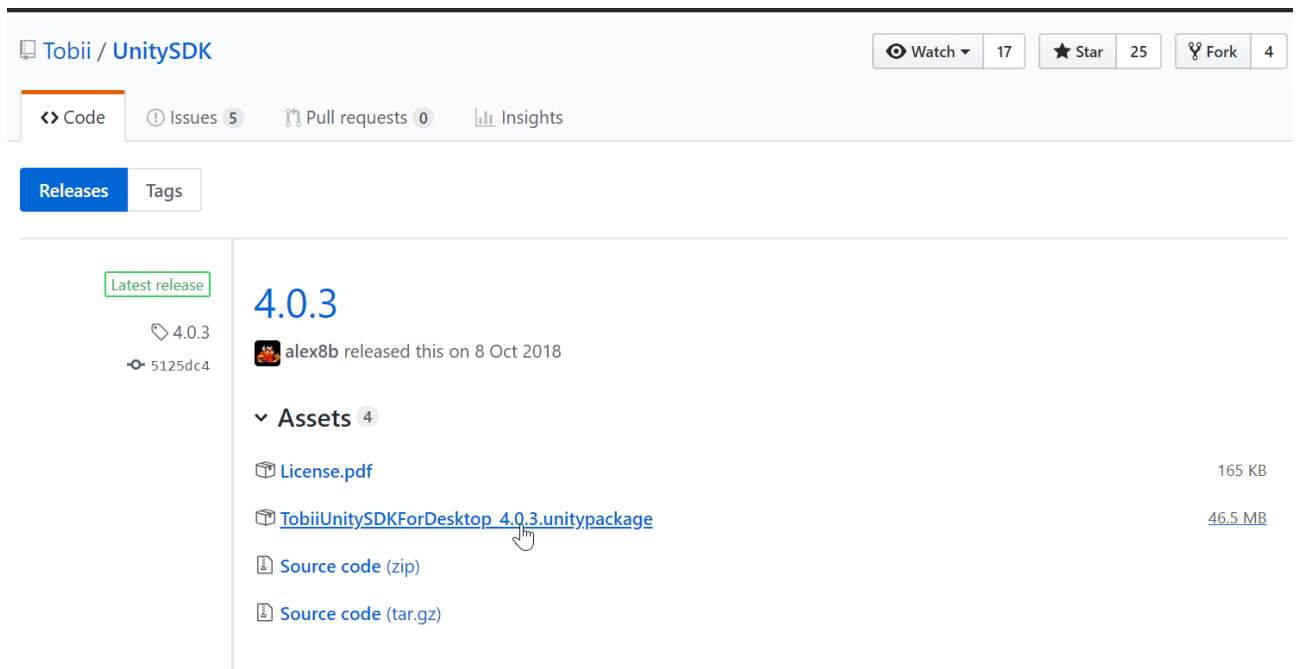 Tobii / UnitySDK
Watch 17 Star 25 Fork 4
Code Issues 5 Pull requests 0 Insights
Releases Tags
Latest release
4.0.3
5125dc4
4.0.3
alex8b released this on 8 Oct 2018
Assets 4
License.pdf 165 KB
TobiiUnitySDKForDesktop_4.0.3.unitypackage 46.5 MB
Source code (zip)
Source code (tar.gz)